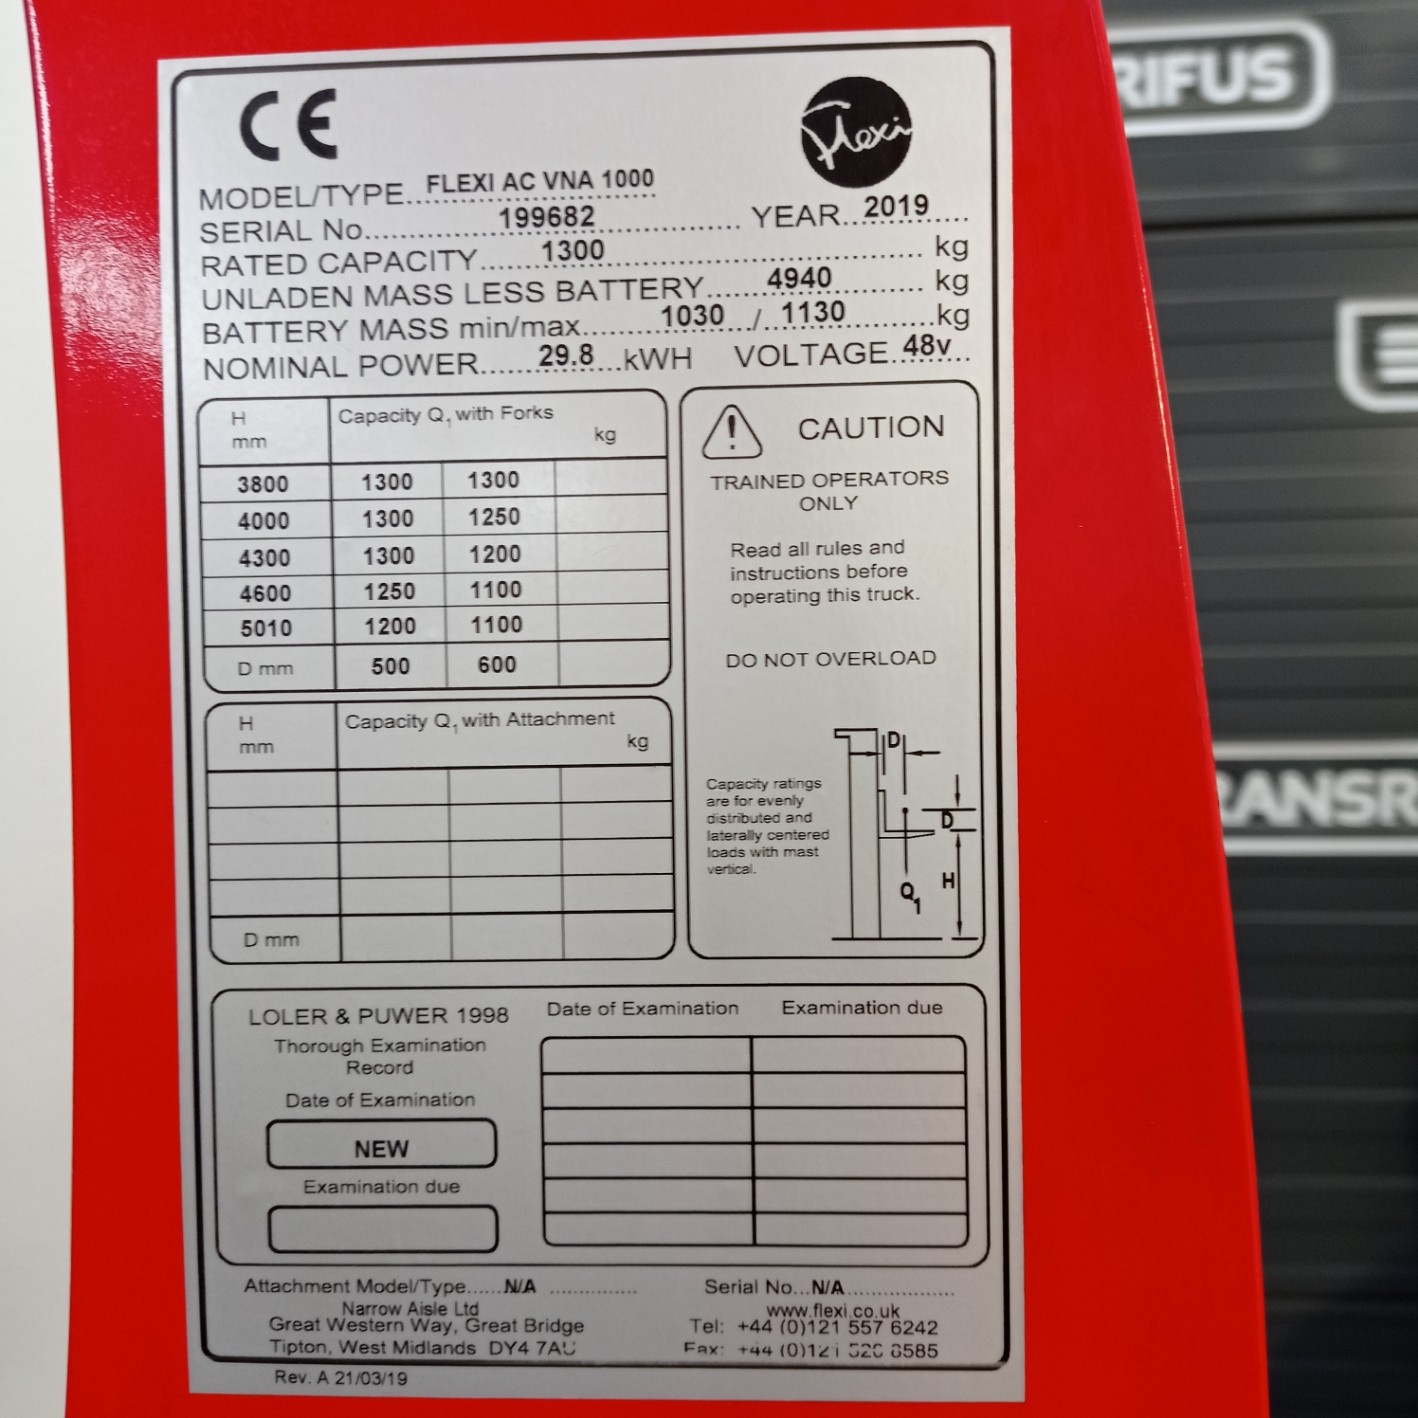 CE
Flexi
MODEL/TYPE....FLEXI AC VNA 1000
SERIAL No..........199682.......... YEAR..2019.....
RATED CAPACITY......1300.......... kg
UNLADEN MASS LESS BATTERY......4940.......... kg
BATTERY MASS min/max........1030.../..1130..........kg
NOMINAL POWER......29.8...kWH VOLTAGE..48v...
H mm Capacity Q1 with Forks kg
3800 1300 1300
4000 1300 1250
4300 1300 1200
4600 1250 1100
5010 1200 1100
D mm 500 600
H mm Capacity Q1 with Attachment kg
D mm
! CAUTION
TRAINED OPERATORS
ONLY
Read all rules and
instructions before
operating this truck.
DO NOT OVERLOAD
Capacity ratings
are for evenly
distributed and
laterally centered
loads with mast
vertical.
D
D
H
Q1
LOLER & PUWER 1998
Thorough Examination
Record
Date of Examination
NEW
Examination due
Date of Examination Examination due
Attachment Model/Type......N/A ............... Serial No...N/A..................
Narrow Aisle Ltd
Great Western Way, Great Bridge
Tipton, West Midlands DY4 7AU
www.flexi.co.uk
Tel: +44 (0)121 557 6242
Fax: +44 (0)121 520 8585
Rev. A 21/03/19
RIFUS
RANSR